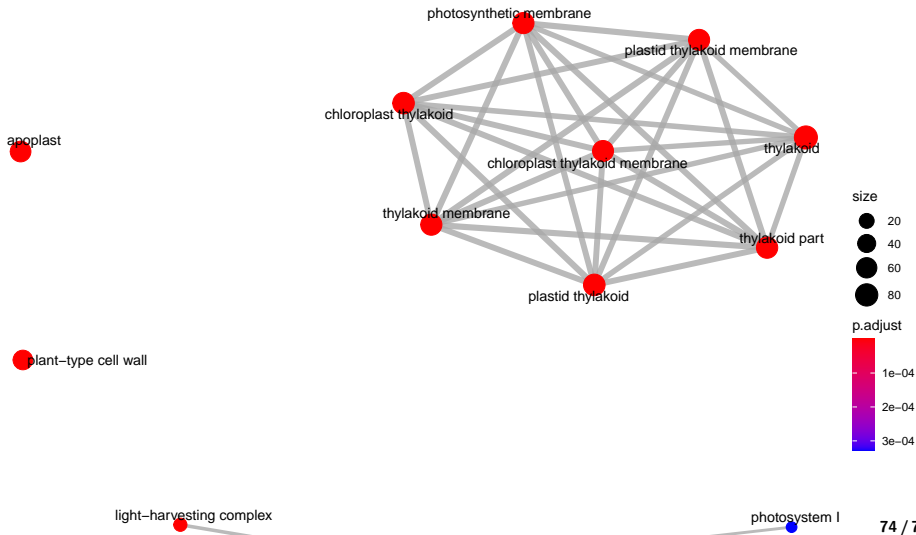 photosynthetic membrane
plastid thylakoid membrane
chloroplast thylakoid
apoplast
thylakoid
chloroplast thylakoid membrane
size
20
thylakoid membrane
40
thylakoid part
60
80
plastid thylakoid
p.adjust
plant−type cell wall
1e−04
2e−04
3e−04
light−harvesting complex
photosystem I
74 / 7